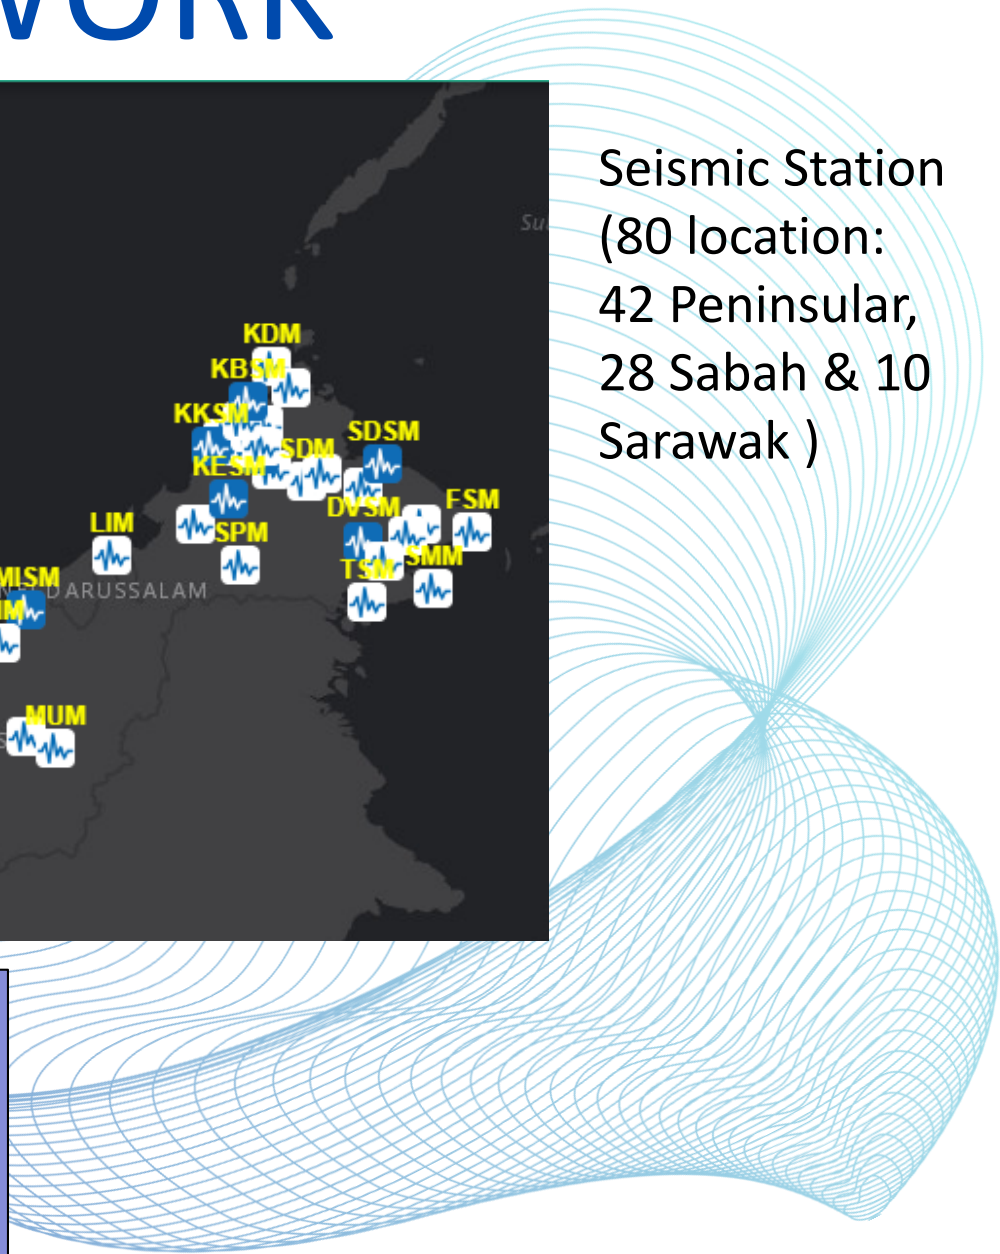 WORK
Seismic Station
(80 location:
42 Peninsular,
28 Sabah & 10
Sarawak )
KDM
KBSM
KKSM
SDM
SDSM
KESM
DVSM
FSM
LIM
SPM
SMM
TSM
MISM
DARUSSALAM
MUM